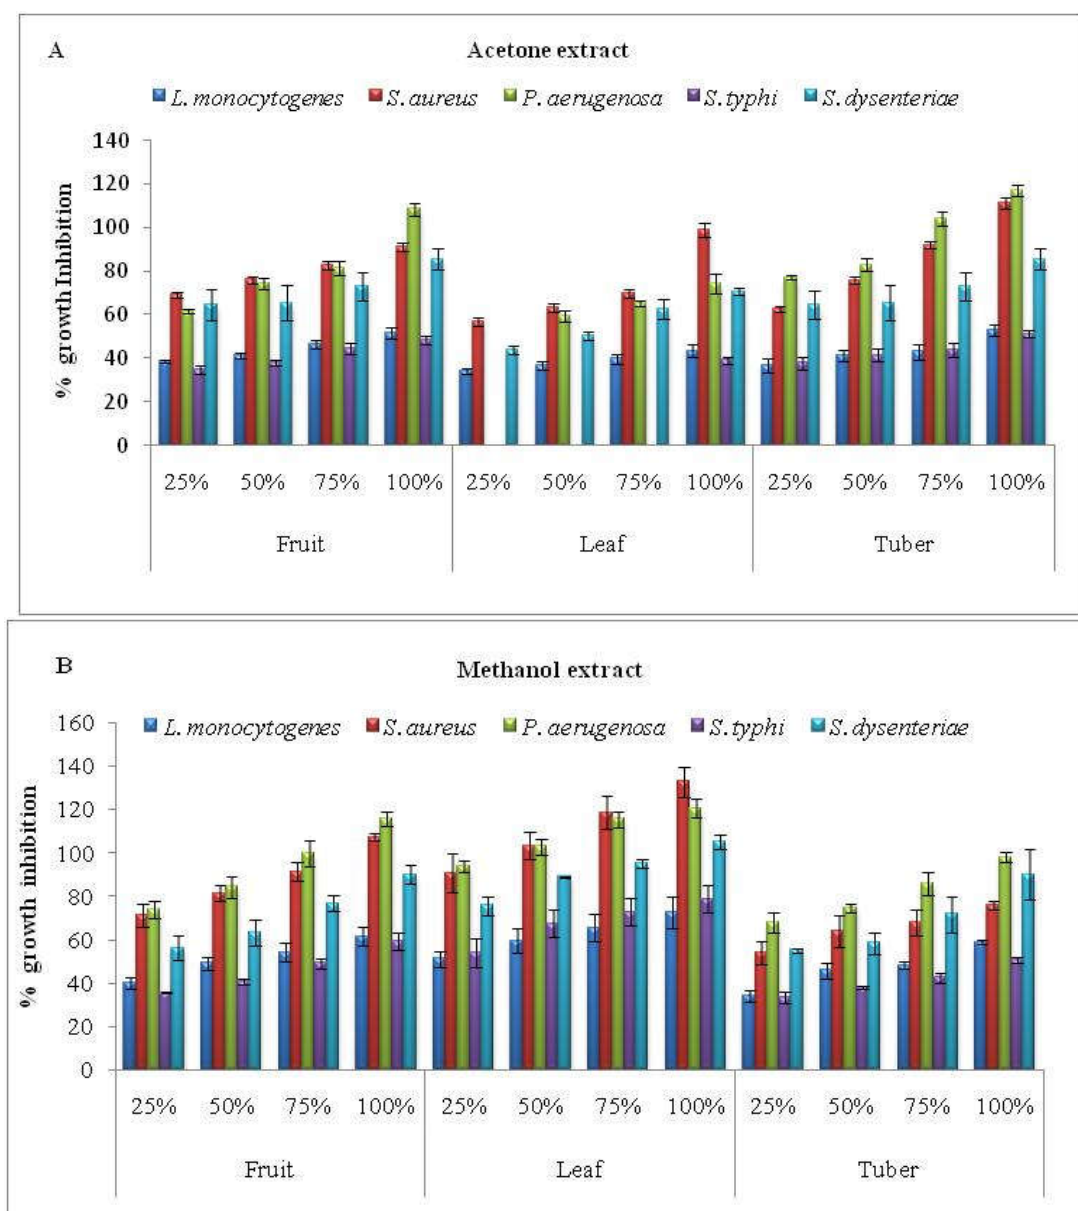 A
Acetone extract
L. monocytogenes S. aureus P. aerugenosa S. typhi S. dysenteriae
% growth Inhibition
140
120
100
80
60
40
20
0
25% 50% 75% 100% 25% 50% 75% 100% 25% 50% 75% 100%
Fruit Leaf Tuber
B
Methanol extract
L. monocytogenes S. aureus P. aerugenosa S. typhi S. dysenteriae
% growth inhibition
160
140
120
100
80
60
40
20
0
25% 50% 75% 100% 25% 50% 75% 100% 25% 50% 75% 100%
Fruit Leaf Tuber